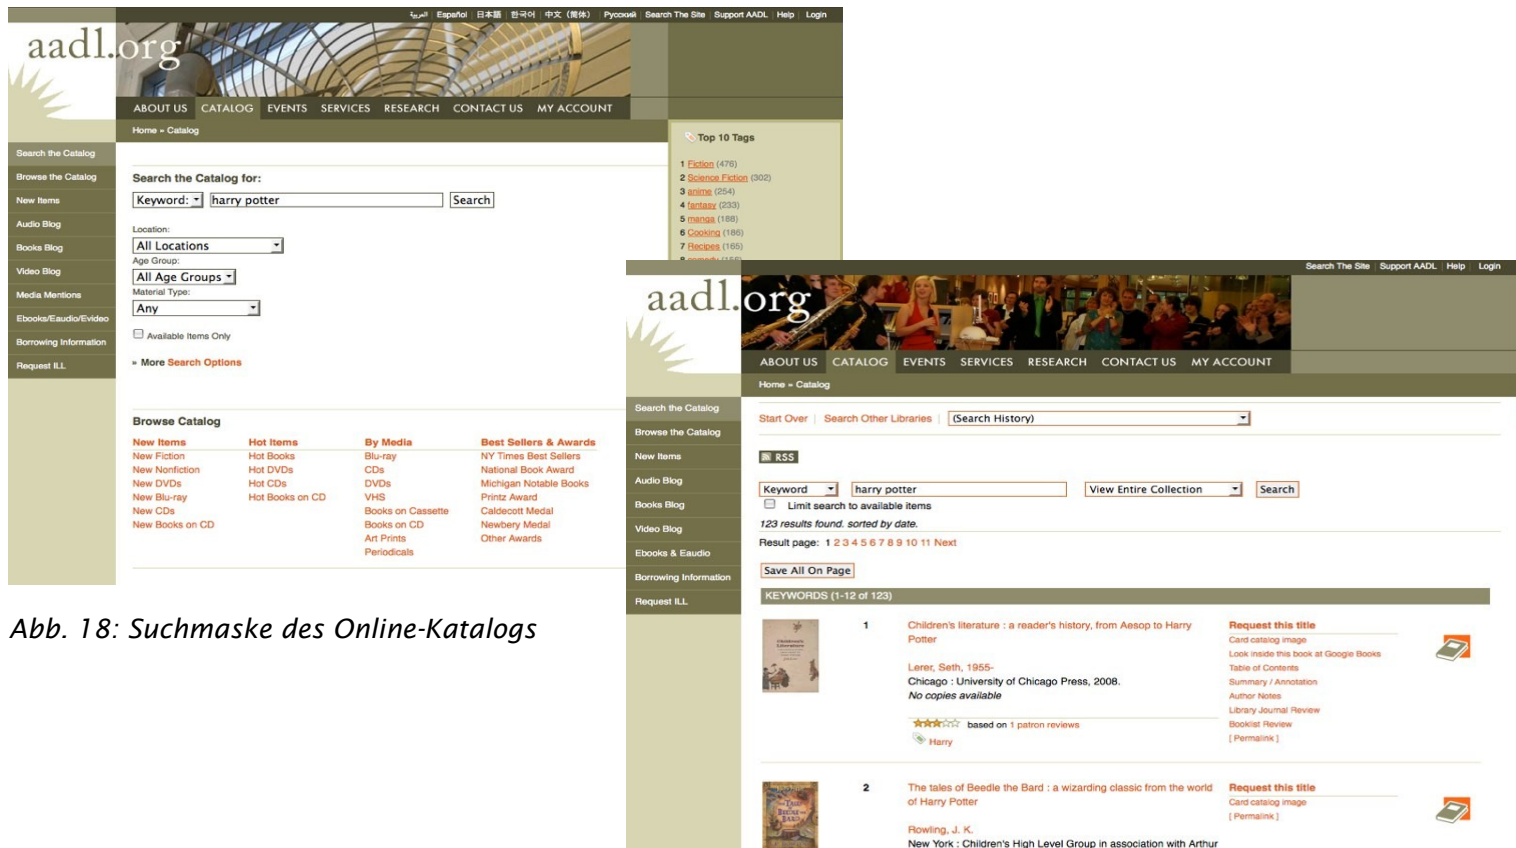 العربية Español 日本語 한국어 中文 (简体) Русский Search The Site Support AADL Help Login
aadl.org
ABOUT US CATALOG EVENTS SERVICES RESEARCH CONTACT US MY ACCOUNT
Home » Catalog
Search the Catalog
Browse the Catalog
New Items
Audio Blog
Books Blog
Video Blog
Media Mentions
Ebooks/Eaudio/Evideo
Borrowing Information
Request ILL
Search the Catalog for:
Keyword: harry potter Search
Location:
All Locations
Age Group:
All Age Groups
Material Type:
Any
Available Items Only
» More Search Options
Browse Catalog
New Items
New Fiction
New Nonfiction
New DVDs
New Blu-ray
New CDs
New Books on CD
Hot Items
Hot Books
Hot DVDs
Hot CDs
Hot Books on CD
By Media
Blu-ray
CDs
DVDs
VHS
Books on Cassette
Books on CD
Art Prints
Periodicals
Best Sellers & Awards
NY Times Best Sellers
National Book Award
Michigan Notable Books
Printz Award
Caldecott Medal
Newbery Medal
Other Awards
Top 10 Tags
1 Fiction (476)
2 Science Fiction (302)
3 anime (254)
4 fantasy (233)
5 manga (188)
6 Cooking (186)
7 Recipes (165)
Abb. 18: Suchmaske des Online-Katalogs
Search The Site Support AADL Help Login
aadl.org
ABOUT US CATALOG EVENTS SERVICES RESEARCH CONTACT US MY ACCOUNT
Home » Catalog
Search the Catalog
Browse the Catalog
New Items
Audio Blog
Books Blog
Video Blog
Ebooks & Eaudio
Borrowing Information
Request ILL
Start Over Search Other Libraries (Search History)
RSS
Keyword harry potter View Entire Collection Search
Limit search to available items
123 results found. sorted by date.
Result page: 1 2 3 4 5 6 7 8 9 10 11 Next
Save All On Page
KEYWORDS (1-12 of 123)
1
Children's literature : a reader's history, from Aesop to Harry
Potter
Lerer, Seth, 1955-
Chicago : University of Chicago Press, 2008.
No copies available
based on 1 patron reviews
Harry
Request this title
Card catalog image
Look inside this book at Google Books
Table of Contents
Summary / Annotation
Author Notes
Library Journal Review
Booklist Review
[ Permalink ]
2
The tales of Beedle the Bard : a wizarding classic from the world
of Harry Potter
Rowling, J. K.
New York : Children's High Level Group in association with Arthur
Request this title
Card catalog image
[ Permalink ]